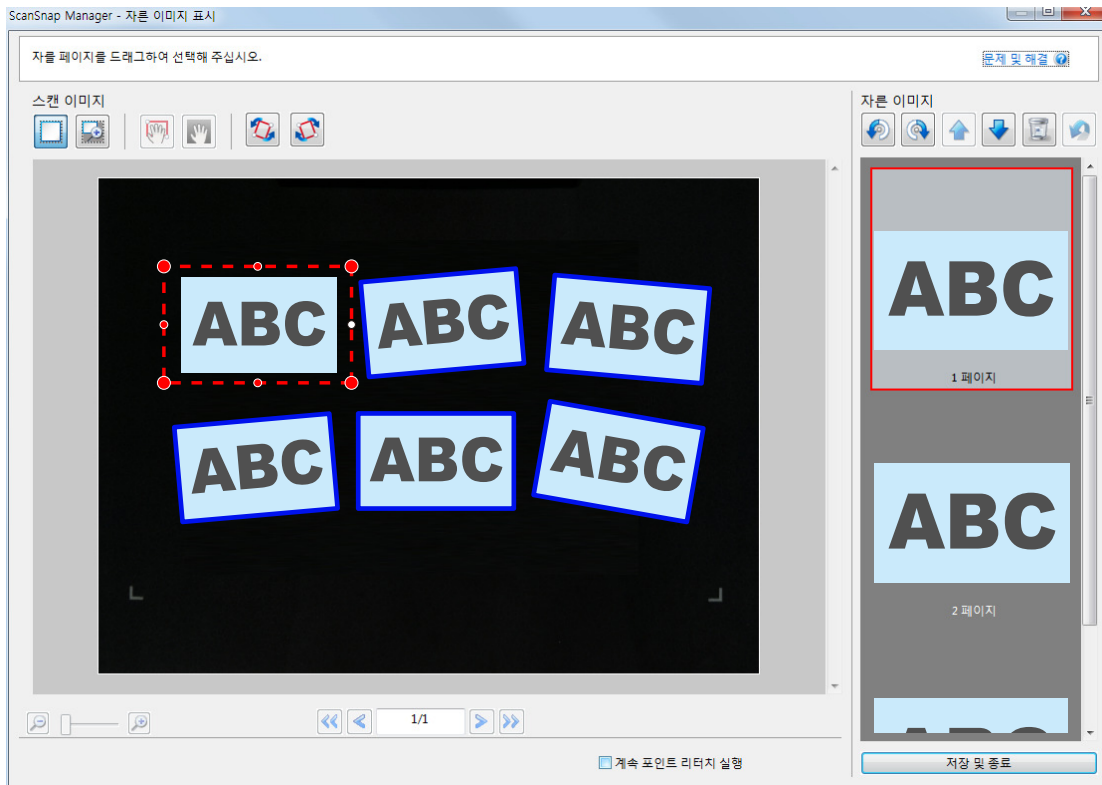 ScanSnap Manager - 자른 이미지 표시
자를 페이지를 드래그하여 선택해 주십시오.
문제 및 해결
스캔 이미지
자른 이미지
ABC ABC ABC
ABC ABC ABC
ABC
1 페이지
ABC
2 페이지
1/1
계속 포인트 리터치 실행
저장 및 종료